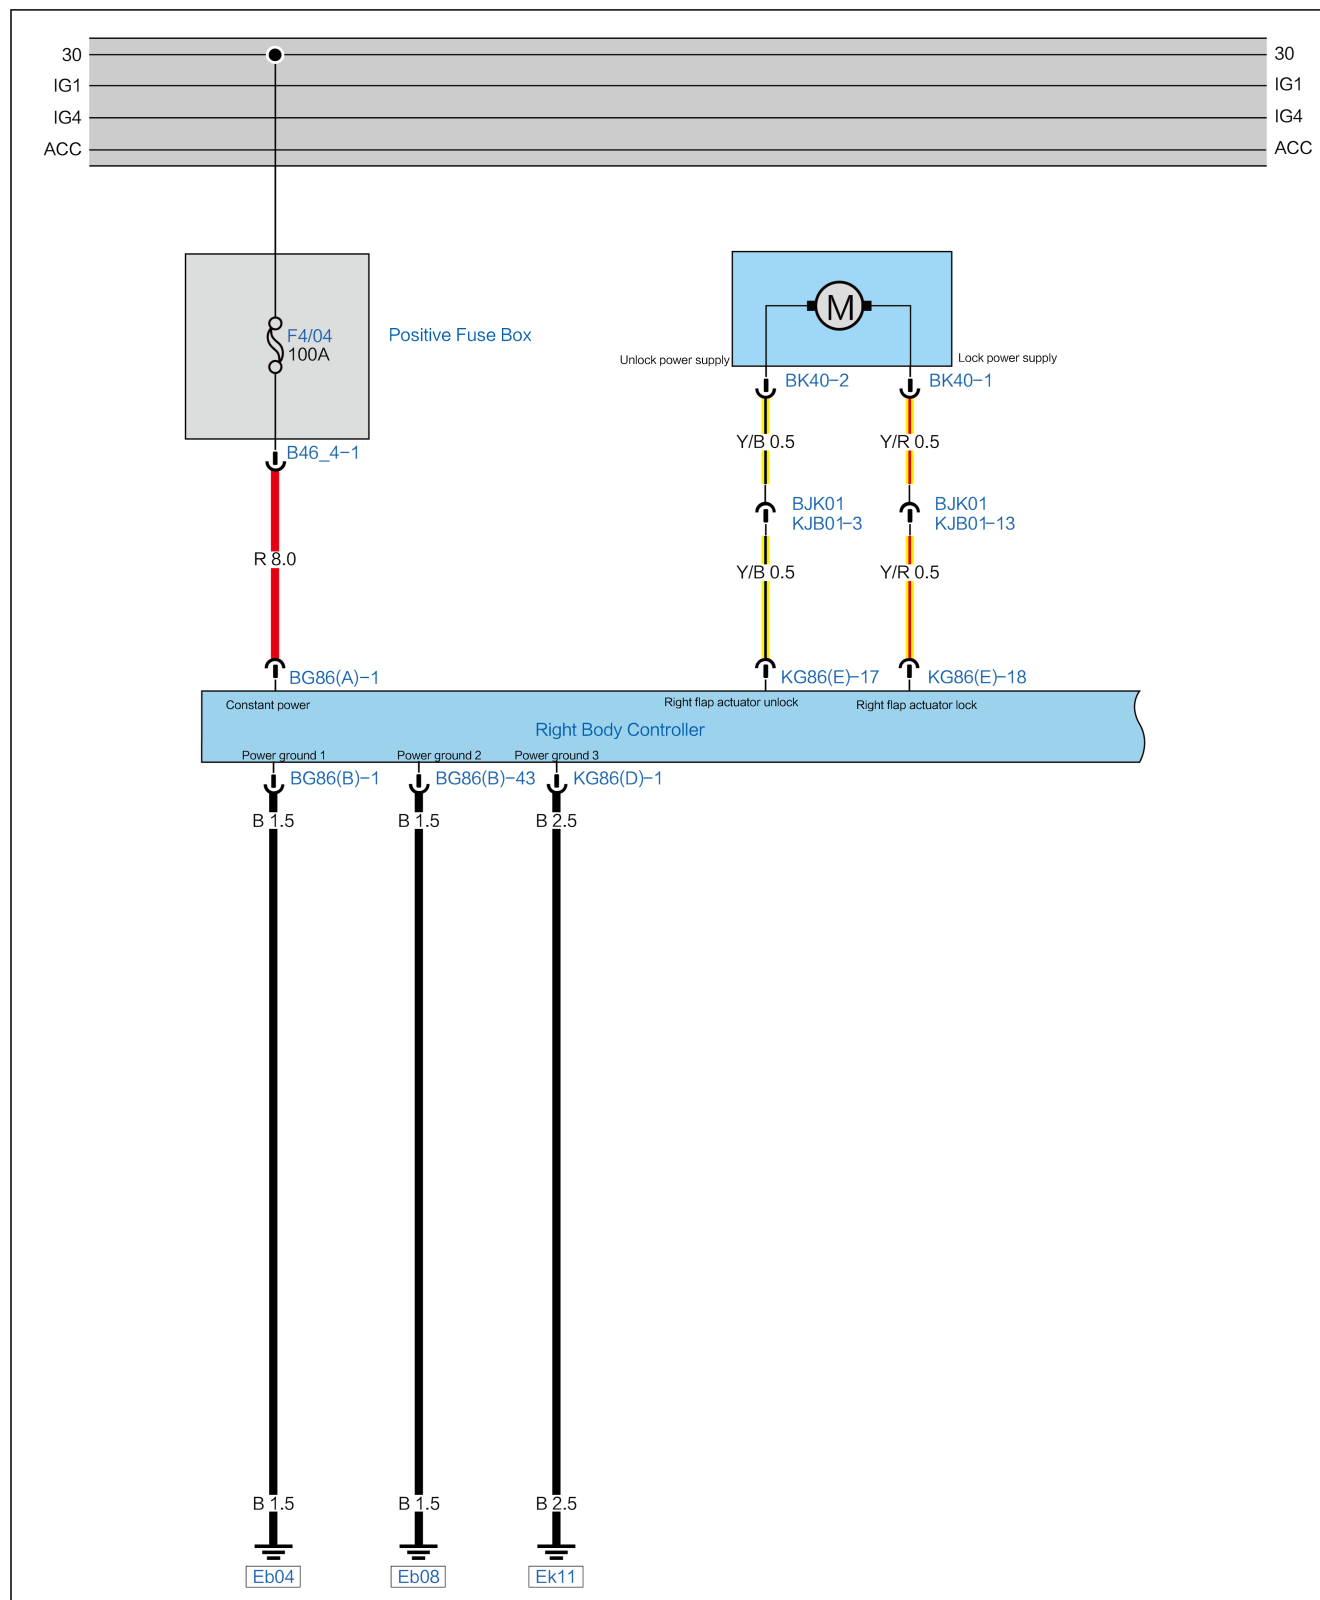 30
30
IG1
IG1
IG4
IG4
ACC
ACC
F4/04
100A
Positive Fuse Box
M
Unlock power supply
Lock power supply
BK40-2
BK40-1
B46_4-1
Y/B 0.5
Y/R 0.5
BJK01
KJB01-3
BJK01
KJB01-13
R 8.0
Y/B 0.5
Y/R 0.5
BG86(A)-1
KG86(E)-17
KG86(E)-18
Constant power
Right flap actuator unlock
Right flap actuator lock
Right Body Controller
Power ground 1
Power ground 2
Power ground 3
BG86(B)-1
BG86(B)-43
KG86(D)-1
B 1.5
B 1.5
B 2.5
B 1.5
B 1.5
B 2.5
Eb04
Eb08
Ek11